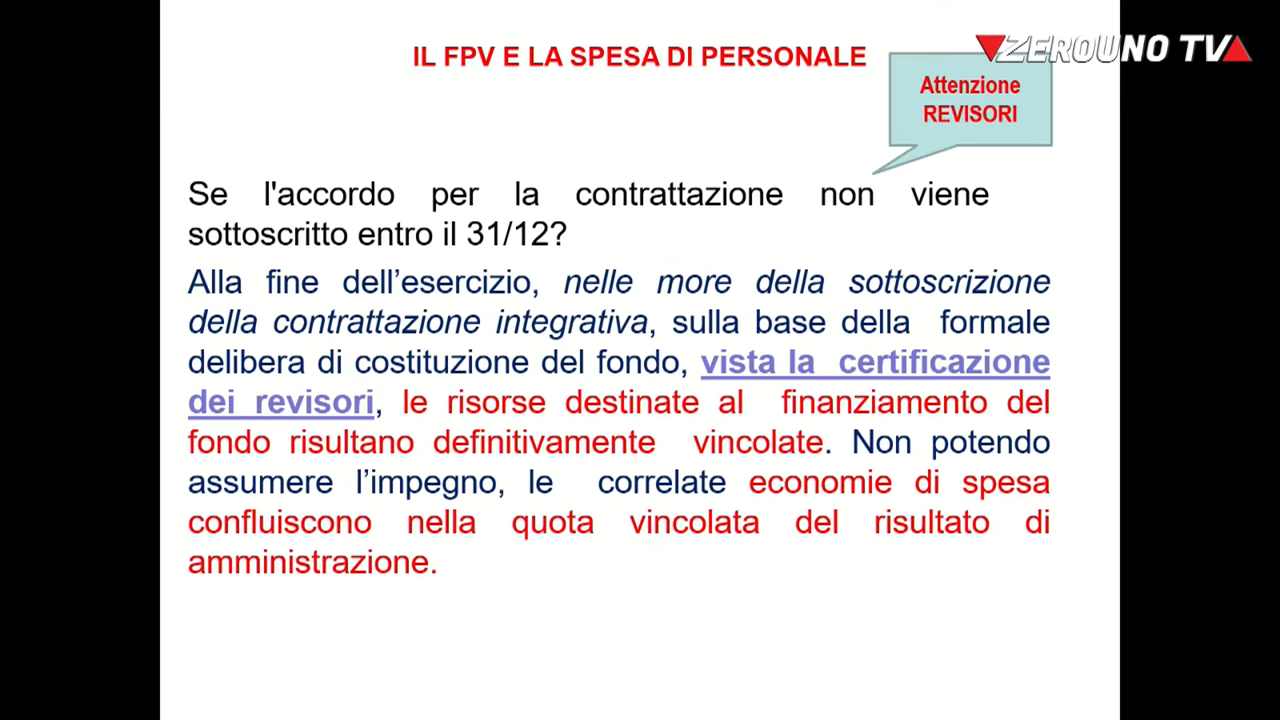 IL FPV E LA SPESA DI PERSONALE
ZEROUNO TV
Attenzione
REVISORI
Se l'accordo per la contrattazione non viene
sottoscritto entro il 31/12?
Alla fine dell’esercizio, nelle more della sottoscrizione
della contrattazione integrativa, sulla base della formale
delibera di costituzione del fondo, vista la certificazione
dei revisori, le risorse destinate al finanziamento del
fondo risultano definitivamente vincolate. Non potendo
assumere l’impegno, le correlate economie di spesa
confluiscono nella quota vincolata del risultato di
amministrazione.